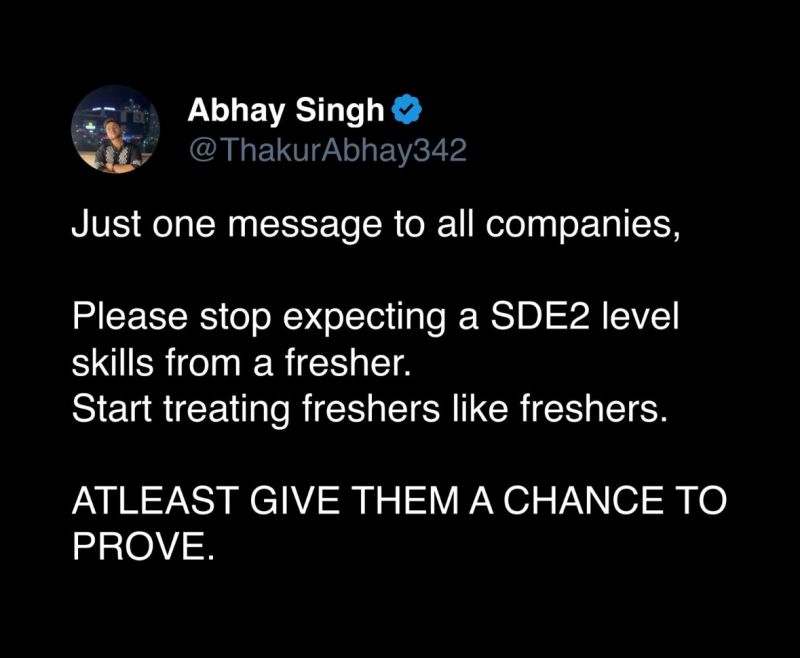 Abhay Singh
@ThakurAbhay342
Just one message to all companies,
Please stop expecting a SDE2 level
skills from a fresher.
Start treating freshers like freshers.
ATLEAST GIVE THEM A CHANCE TO
PROVE.